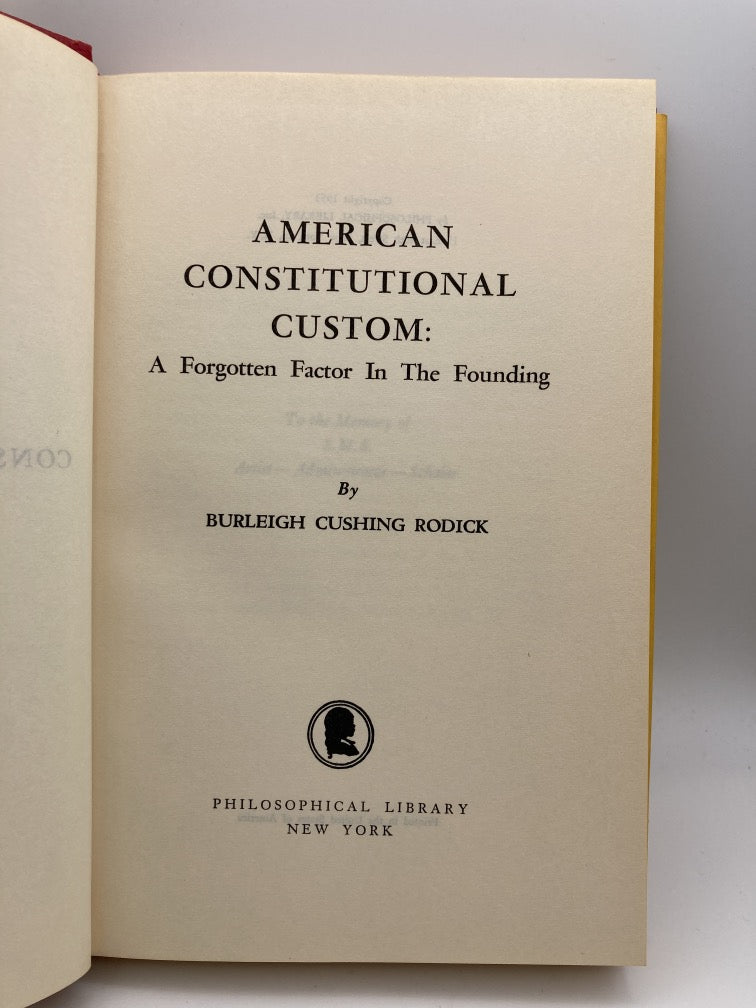 AMERICAN
CONSTITUTIONAL
CUSTOM:
A Forgotten Factor In The Founding
By
BURLEIGH CUSHING RODICK
PHILOSOPHICAL LIBRARY
NEW YORK